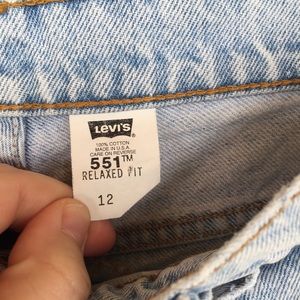 Levi's
100% COTTON
MADE IN U.S.A
CARE ON REVERSE
551™
RELAXED FIT
12